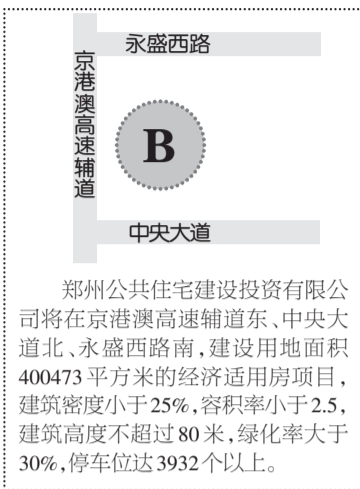 永盛西路
京港澳高速辅道
B
中央大道
郑州公共住宅建设投资有限公
司将在京港澳高速辅道东、中央大
道北、永盛西路南,建设用地面积
400473平方米的经济适用房项目,
建筑密度小于25%,容积率小于2.5,
建筑高度不超过80米,绿化率大于
30%,停车位达3932个以上。